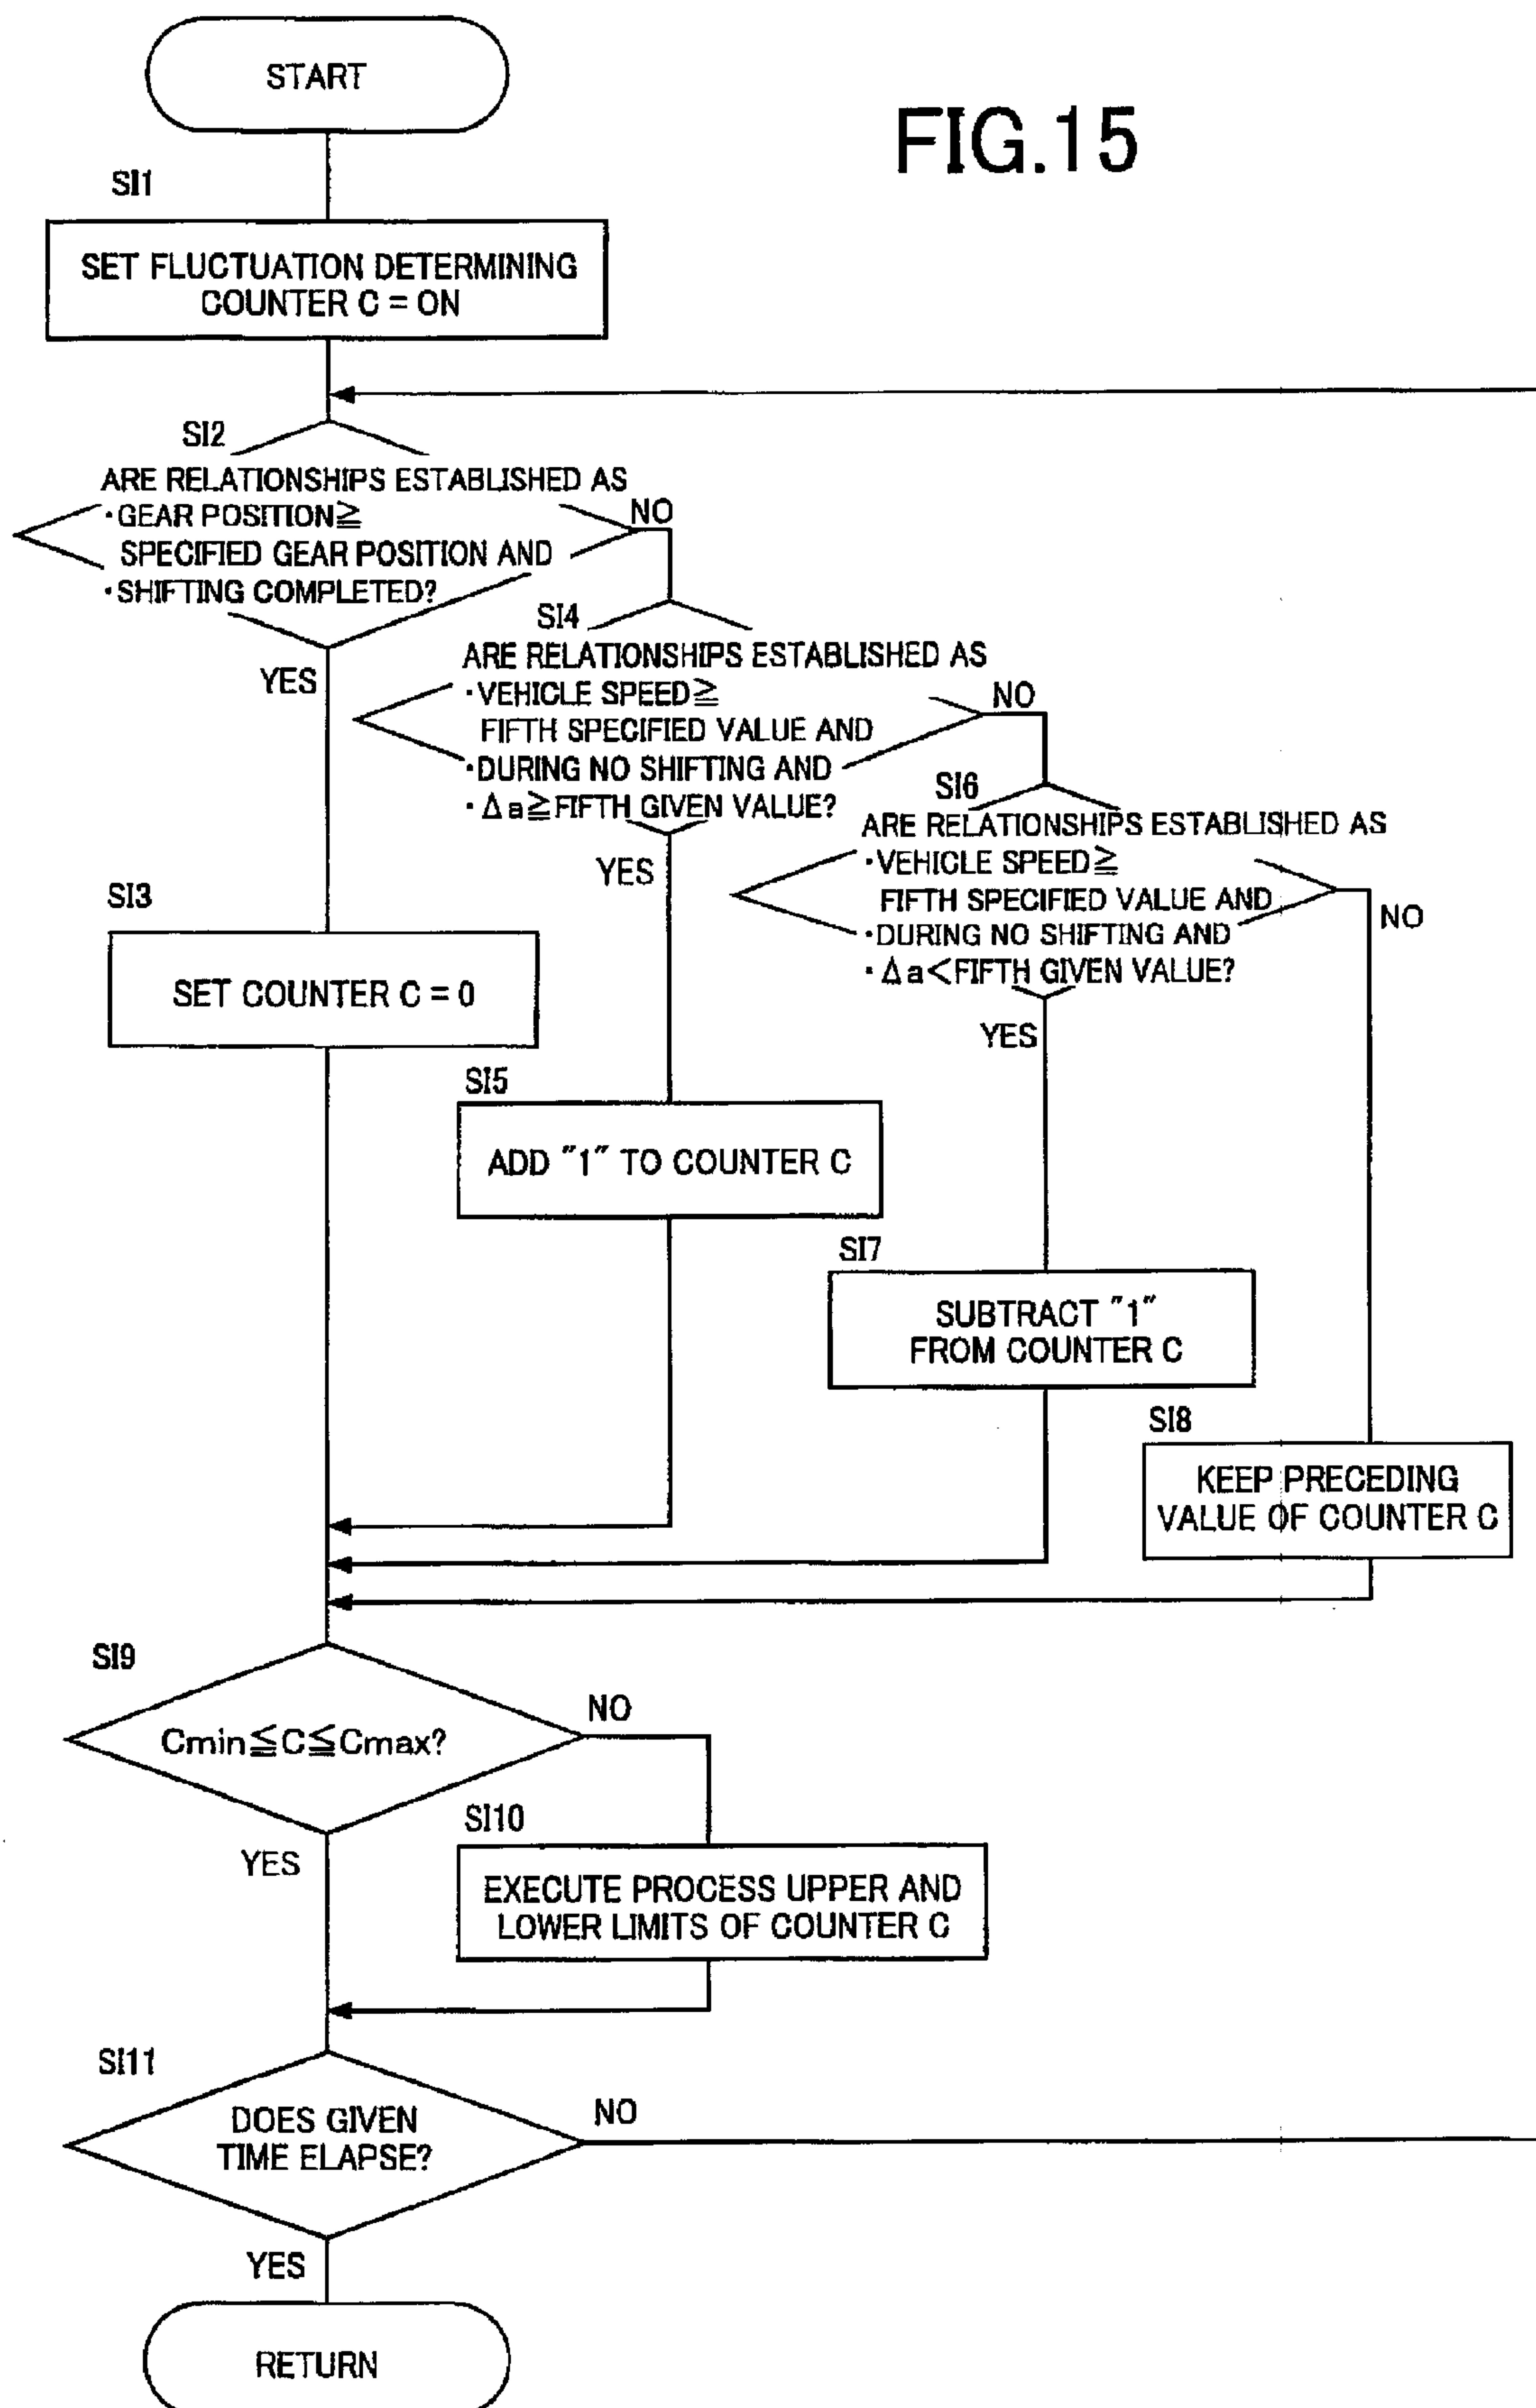 START
FIG.15
SI1
SET FLUCTUATION DETERMINING
COUNTER C = ON
SI2
ARE RELATIONSHIPS ESTABLISHED AS
・GEAR POSITION≧
SPECIFIED GEAR POSITION AND
・SHIFTING COMPLETED?
NO
YES
SI4
ARE RELATIONSHIPS ESTABLISHED AS
・VEHICLE SPEED≧
FIFTH SPECIFIED VALUE AND
・DURING NO SHIFTING AND
・Δa≧FIFTH GIVEN VALUE?
NO
YES
SI6
ARE RELATIONSHIPS ESTABLISHED AS
・VEHICLE SPEED≧
FIFTH SPECIFIED VALUE AND
・DURING NO SHIFTING AND
・Δa<FIFTH GIVEN VALUE?
NO
YES
SI3
SET COUNTER C = 0
SI5
ADD ″1″ TO COUNTER C
SI7
SUBTRACT ″1″
FROM COUNTER C
SI8
KEEP PRECEDING
VALUE OF COUNTER C
SI9
Cmin≦C≦Cmax?
NO
YES
SI10
EXECUTE PROCESS UPPER AND
LOWER LIMITS OF COUNTER C
SI11
DOES GIVEN
TIME ELAPSE?
NO
YES
RETURN